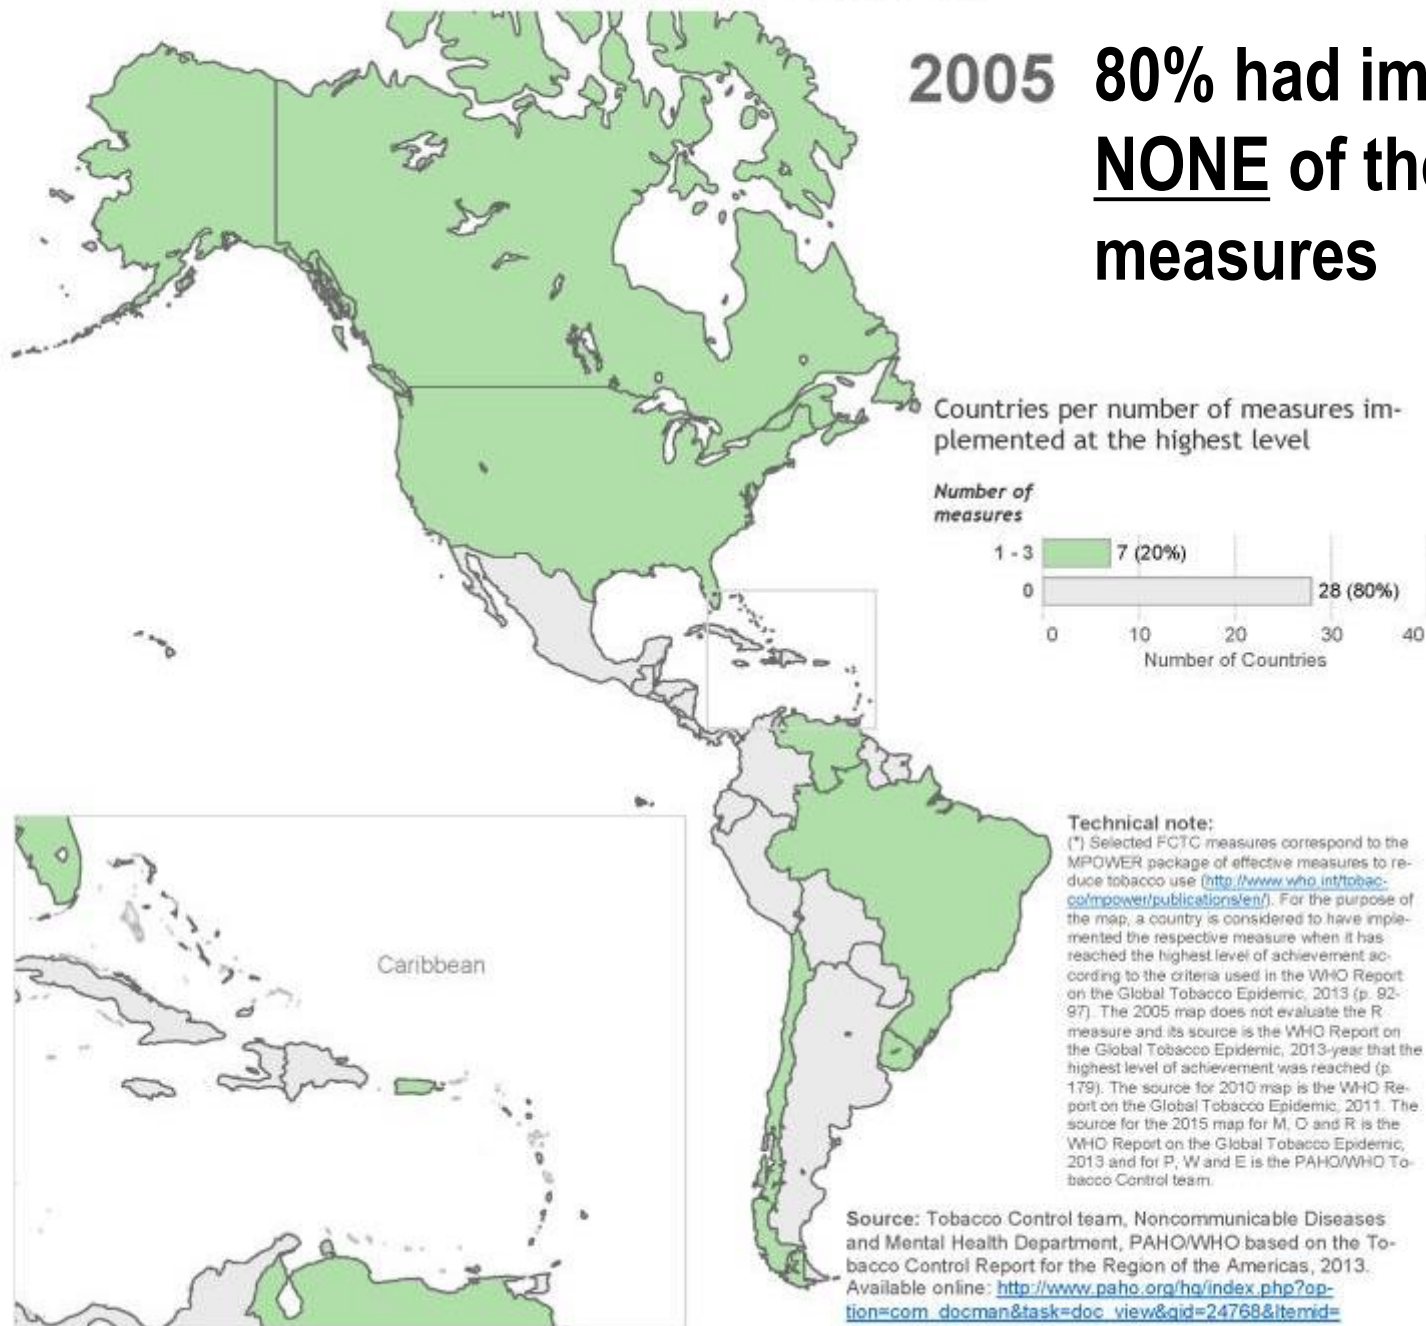 2005 80% had im
NONE of the
measures
Countries per number of measures im-
plemented at the highest level
Number of
measures
1 - 3 7 (20%)
0 28 (80%)
0 10 20 30 40
Number of Countries
Caribbean
Technical note:
(*) Selected FCTC measures correspond to the
MPOWER package of effective measures to re-
duce tobacco use (http://www.who.int/tobac-
co/mpower/publications/en/). For the purpose of
the map, a country is considered to have imple-
mented the respective measure when it has
reached the highest level of achievement ac-
cording to the criteria used in the WHO Report
on the Global Tobacco Epidemic, 2013 (p. 92-
97). The 2005 map does not evaluate the R
measure and its source is the WHO Report on
the Global Tobacco Epidemic, 2013-year that the
highest level of achievement was reached (p.
179). The source for 2010 map is the WHO Re-
port on the Global Tobacco Epidemic, 2011. The
source for the 2015 map for M, O and R is the
WHO Report on the Global Tobacco Epidemic,
2013 and for P, W and E is the PAHO/WHO To-
bacco Control team.
Source: Tobacco Control team, Noncommunicable Diseases
and Mental Health Department, PAHO/WHO based on the To-
bacco Control Report for the Region of the Americas, 2013.
Available online: http://www.paho.org/hq/index.php?op-
tion=com_docman&task=doc_view&gid=24768&Itemid=